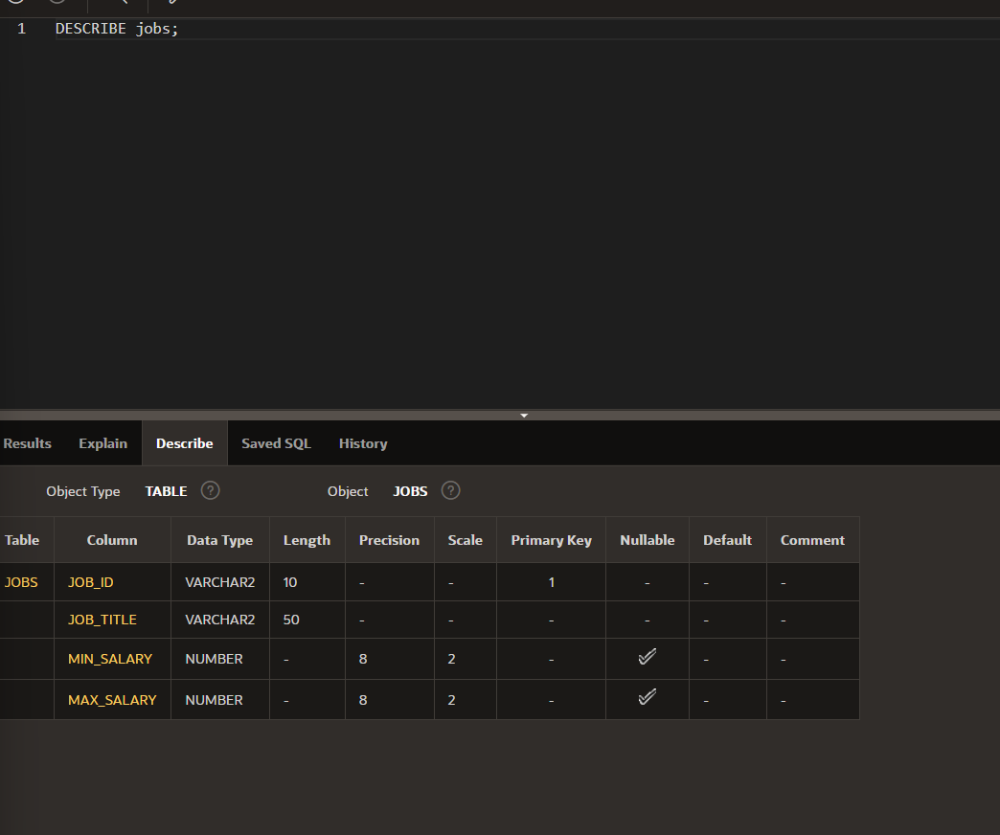 1 DESCRIBE jobs;
Results Explain Describe Saved SQL History
Object Type TABLE ? Object JOBS ?
Table Column Data Type Length Precision Scale Primary Key Nullable Default Comment
JOBS JOB_ID VARCHAR2 10 - - 1 - - -
JOB_TITLE VARCHAR2 50 - - - - - -
MIN_SALARY NUMBER - 8 2 - - -
MAX_SALARY NUMBER - 8 2 - - -